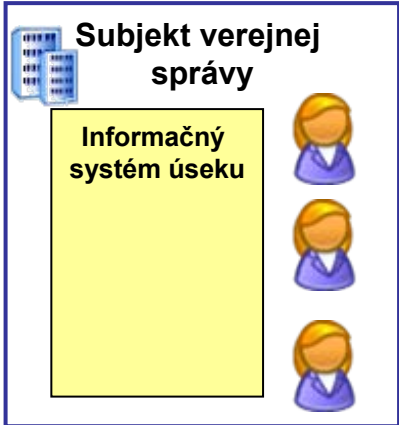 Subjekt verejnej
správy
Informačný
systém úseku